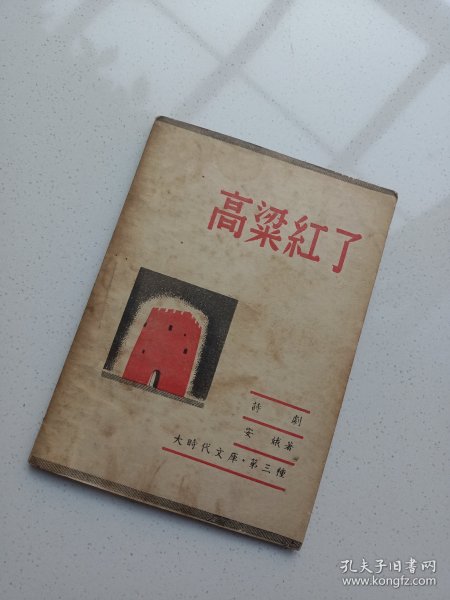 高粱紅了
詩劇
安娥著
大時代文庫·第三種
孔夫子旧书网
www.kongfz.com